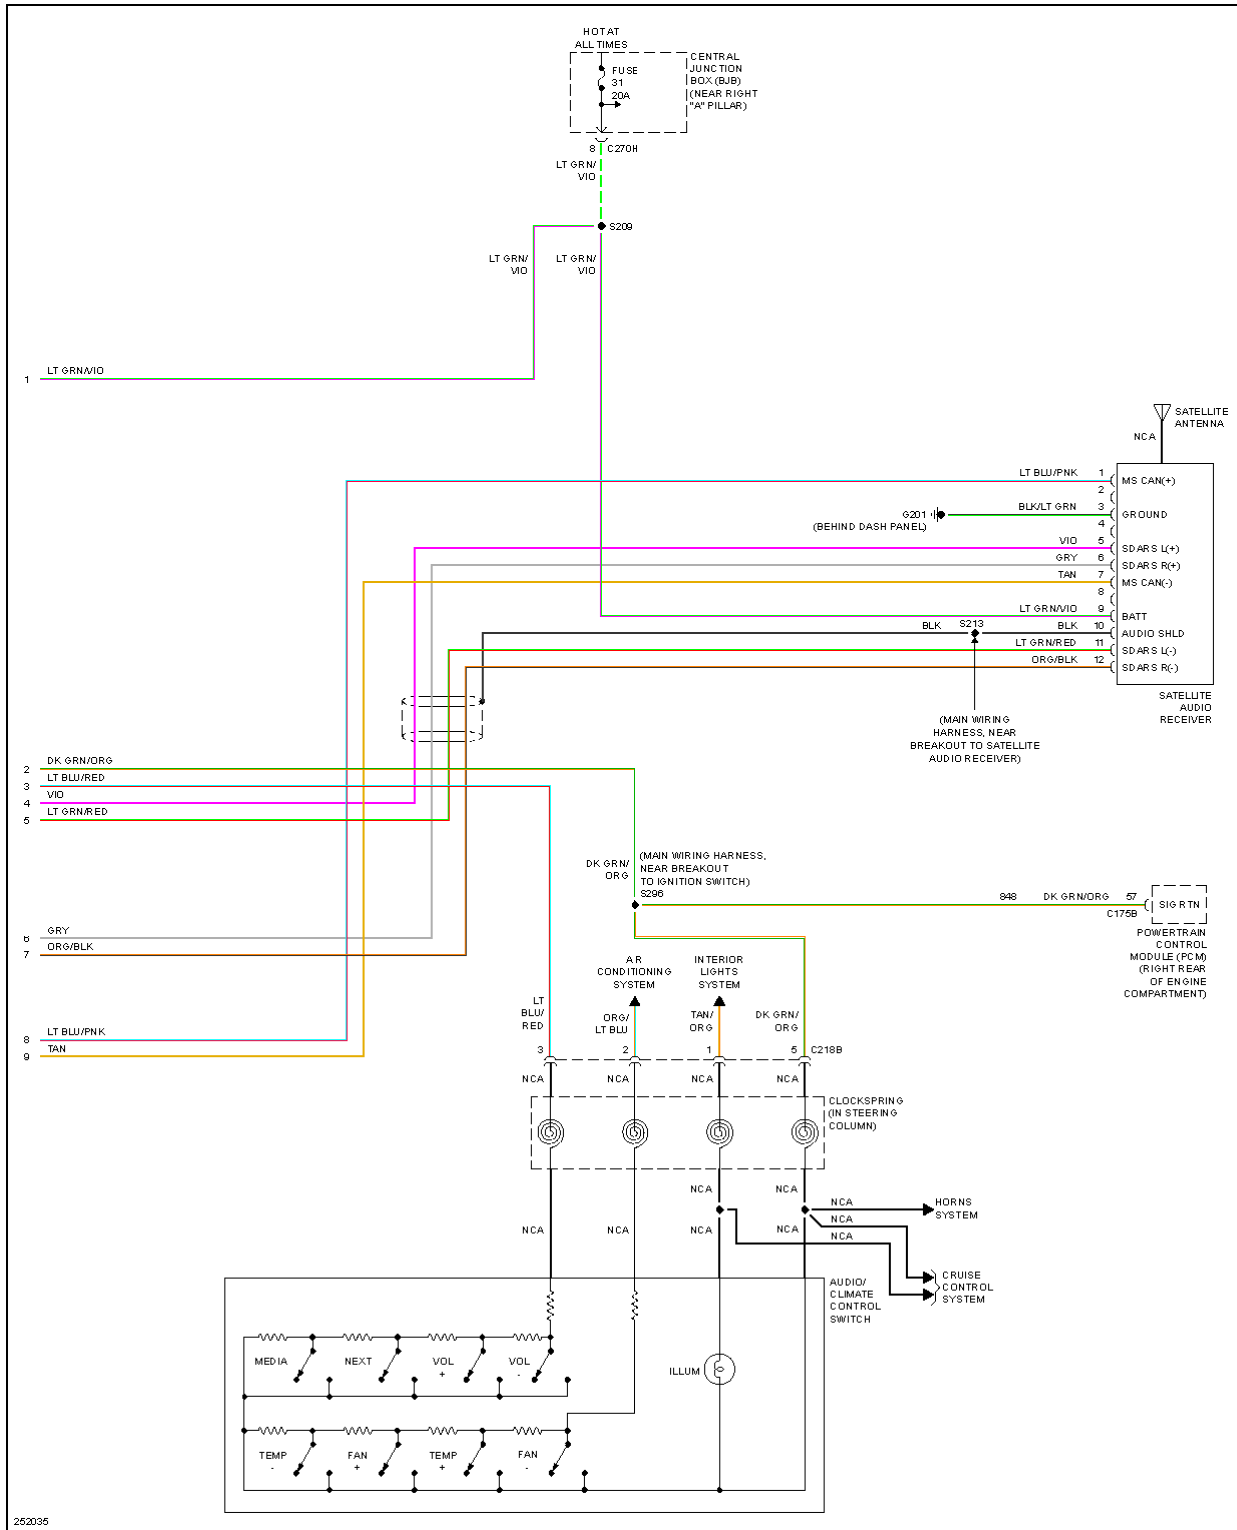 HOT AT
ALL TIMES
FUSE
31
20A
CENTRAL
JUNCTION
BOX (BJB)
(NEAR RIGHT
"A" PILLAR)
8 C270H
LT GRN/
VIO
S209
LT GRN/
VIO
LT GRN/
VIO
1 LT GRN/VIO
SATELLITE
ANTENNA
NCA
LT BLU/PNK 1 MS CAN(+)
2
G201
(BEHIND DASH PANEL)
BLK/LT GRN 3 GROUND
4
VIO 5 SDARS L(+)
GRY 6 SDARS R(+)
TAN 7 MS CAN(-)
8
LT GRN/VIO 9 BATT
BLK S213 BLK 10 AUDIO SHLD
LT GRN/RED 11 SDARS L(-)
ORG/BLK 12 SDARS R(-)
SATELLITE
AUDIO
RECEIVER
(MAIN WIRING
HARNESS, NEAR
BREAKOUT TO SATELLITE
AUDIO RECEIVER)
2 DK GRN/ORG
3 LT BLU/RED
4 VIO
5 LT GRN/RED
DK GRN/
ORG
(MAIN WIRING HARNESS,
NEAR BREAKOUT
TO IGNITION SWITCH)
S296
848 DK GRN/ORG 57
C175B
SIG RTN
POWERTRAIN
CONTROL
MODULE (PCM)
(RIGHT REAR
OF ENGINE
COMPARTMENT)
6 GRY
7 ORG/BLK
8 LT BLU/PNK
9 TAN
AIR
CONDITIONING
SYSTEM
INTERIOR
LIGHTS
SYSTEM
LT
BLU/
RED
ORG/
LT BLU
TAN/
ORG
DK GRN/
ORG
3 2 1 5 C218B
NCA NCA NCA NCA
CLOCKSPRING
(IN STEERING
COLUMN)
NCA NCA
NCA NCA NCA NCA
NCA
HORNS
SYSTEM
NCA
NCA
CRUISE
CONTROL
SYSTEM
AUDIO/
CLIMATE
CONTROL
SWITCH
MEDIA NEXT VOL
+
VOL
-
ILLUM
TEMP
-
FAN
+
TEMP
+
FAN
-
252035